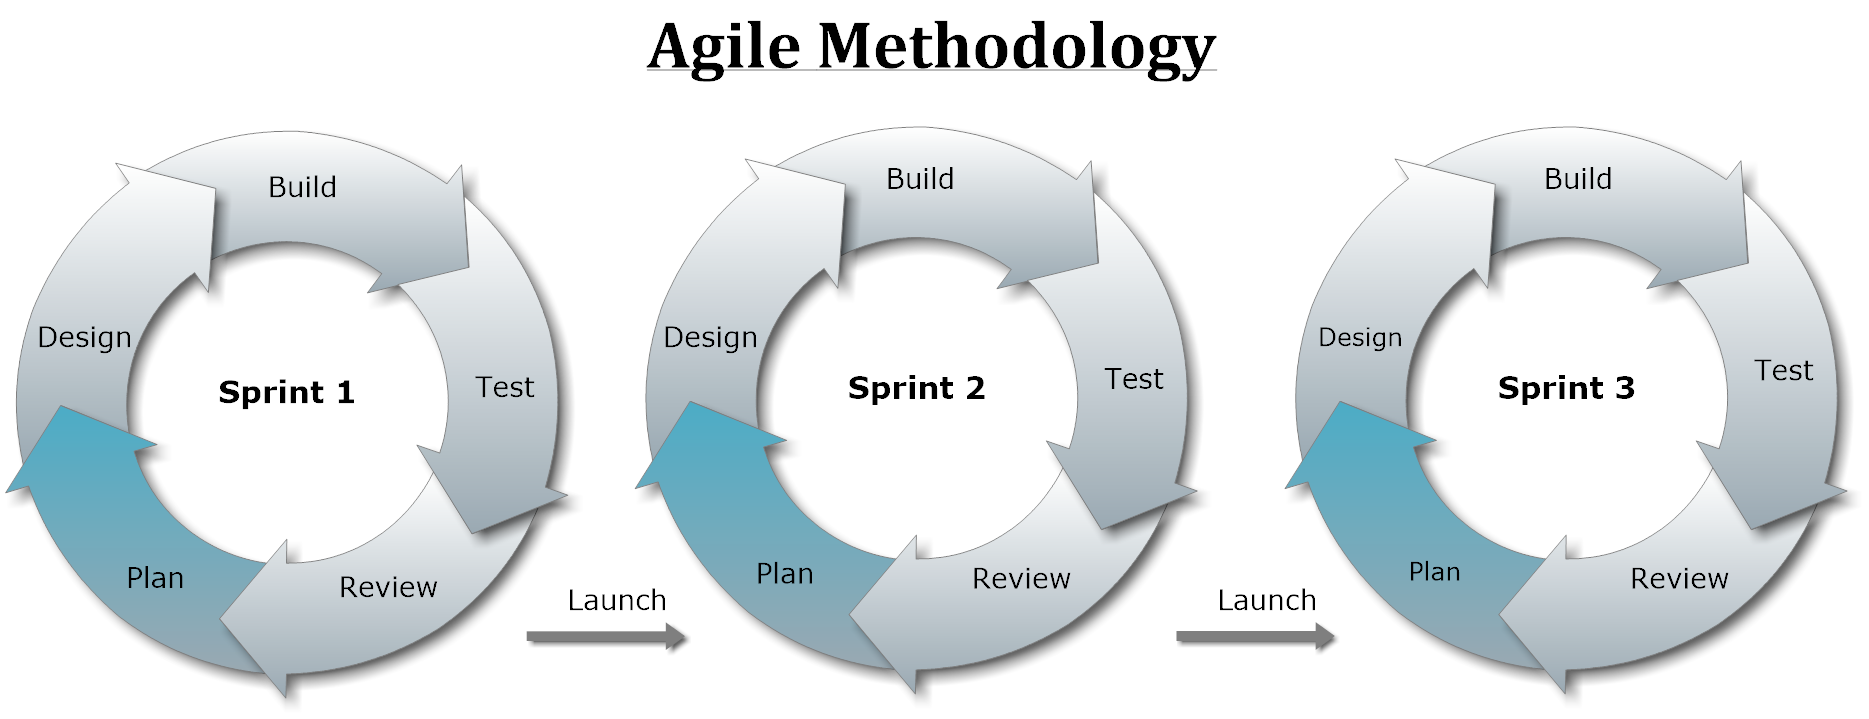 Agile Methodology
Build
Design
Test
Sprint 1
Plan
Review
Launch
Build
Design
Test
Sprint 2
Plan
Review
Launch
Build
Design
Test
Sprint 3
Plan
Review